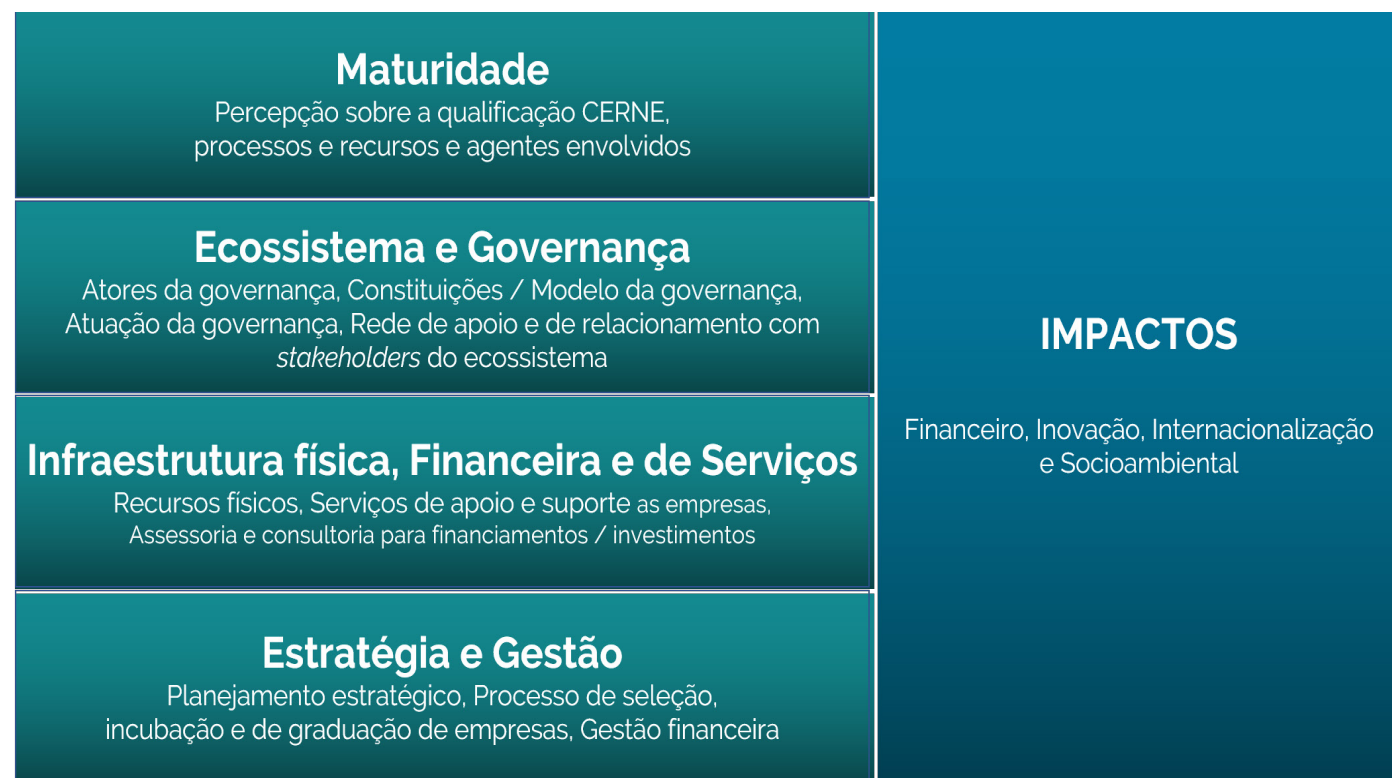 Maturidade
Percepção sobre a qualificação CERNE,
processos e recursos e agentes envolvidos
Ecossistema e Governança
Atores da governança, Constituições / Modelo da governança,
Atuação da governança, Rede de apoio e de relacionamento com
stakeholders do ecossistema
Infraestrutura física, Financeira e de Serviços
Recursos físicos, Serviços de apoio e suporte as empresas,
Assessoria e consultoria para financiamentos / investimentos
Estratégia e Gestão
Planejamento estratégico, Processo de seleção,
incubação e de graduação de empresas, Gestão financeira
IMPACTOS
Financeiro, Inovação, Internacionalização
e Socioambiental